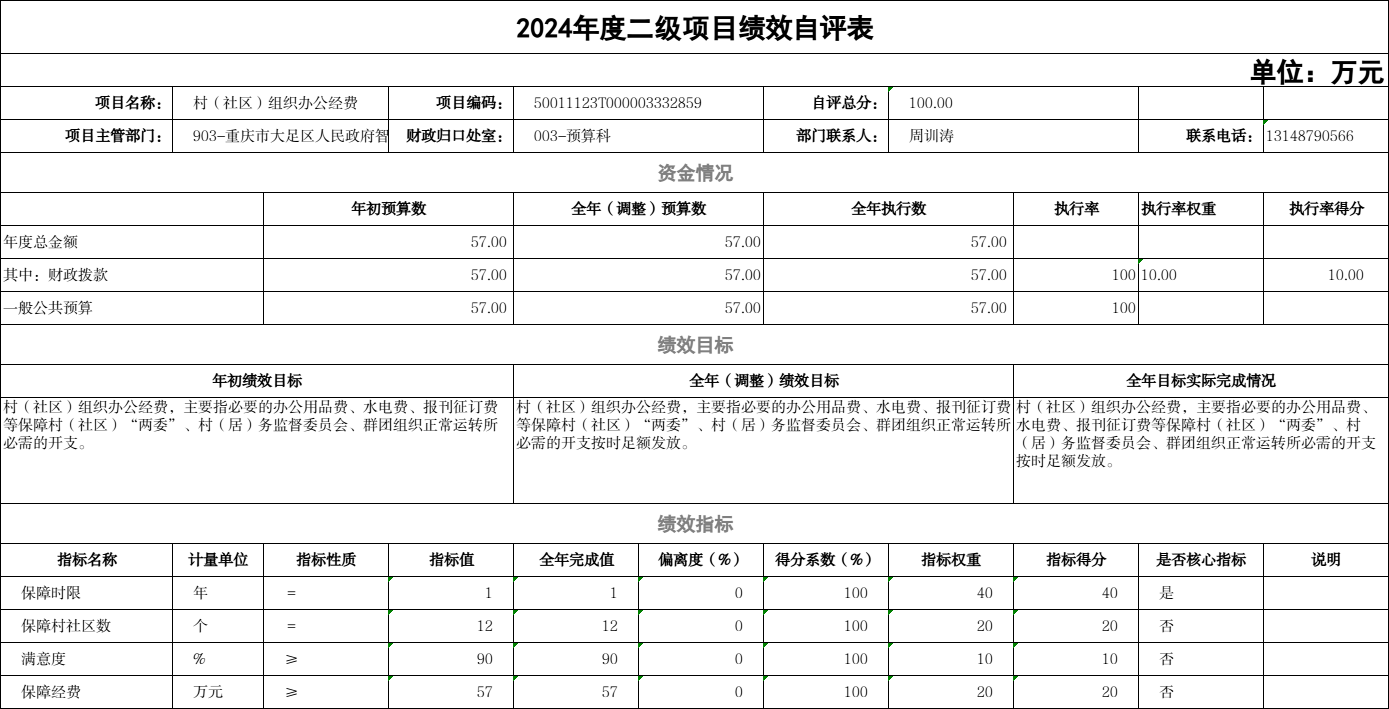 2024年度二级项目绩效自评表
单位：万元
项目名称： 村（社区）组织办公经费 项目编码： 50011123T000003332859 自评总分： 100.00
项目主管部门： 903-重庆市大足区人民政府智 财政归口处室： 003-预算科 部门联系人： 周训涛 联系电话： 13148790566
资金情况
年初预算数 全年（调整）预算数 全年执行数 执行率 执行率权重 执行率得分
年度总金额 57.00 57.00 57.00
其中：财政拨款 57.00 57.00 57.00 100 10.00 10.00
一般公共预算 57.00 57.00 57.00 100
绩效目标
年初绩效目标 全年（调整）绩效目标 全年目标实际完成情况
村（社区）组织办公经费，主要指必要的办公用品费、水电费、报刊征订费
等保障村（社区）“两委”、村（居）务监督委员会、群团组织正常运转所
必需的开支。
村（社区）组织办公经费，主要指必要的办公用品费、水电费、报刊征订费
等保障村（社区）“两委”、村（居）务监督委员会、群团组织正常运转所
必需的开支按时足额发放。
村（社区）组织办公经费，主要指必要的办公用品费、
水电费、报刊征订费等保障村（社区）“两委”、村
（居）务监督委员会、群团组织正常运转所必需的开支
按时足额发放。
绩效指标
指标名称 计量单位 指标性质 指标值 全年完成值 偏离度（%） 得分系数（%） 指标权重 指标得分 是否核心指标 说明
保障时限 年 ＝ 1 1 0 100 40 40 是
保障村社区数 个 ＝ 12 12 0 100 20 20 否
满意度 % ≥ 90 90 0 100 10 10 否
保障经费 万元 ≥ 57 57 0 100 20 20 否